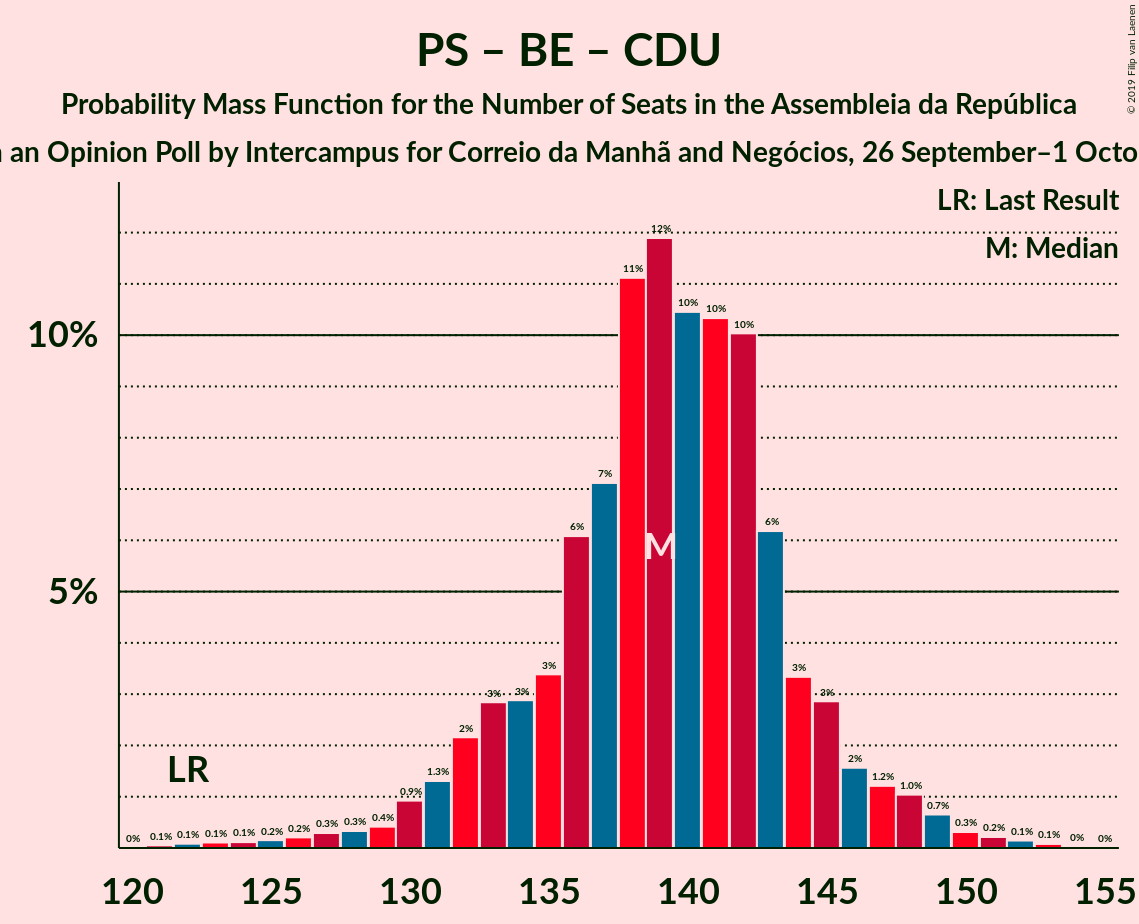 PS – BE – CDU
Probability Mass Function for the Number of Seats in the Assembleia da República
an Opinion Poll by Intercampus for Correio da Manhã and Negócios, 26 September–1 Octo
© 2019 Filip van Laenen
LR: Last Result
M: Median
10%
5%
0% 0.1% 0.1% 0.1% 0.1% 0.2% 0.2% 0.3% 0.3% 0.4% 0.9% 1.3% 2% 3% 3% 3% 6% 7% 11% 12% 10% 10% 10% 6% 3% 3% 2% 1.2% 1.0% 0.7% 0.3% 0.2% 0.1% 0.1% 0% 0%
M
LR
120 125 130 135 140 145 150 155